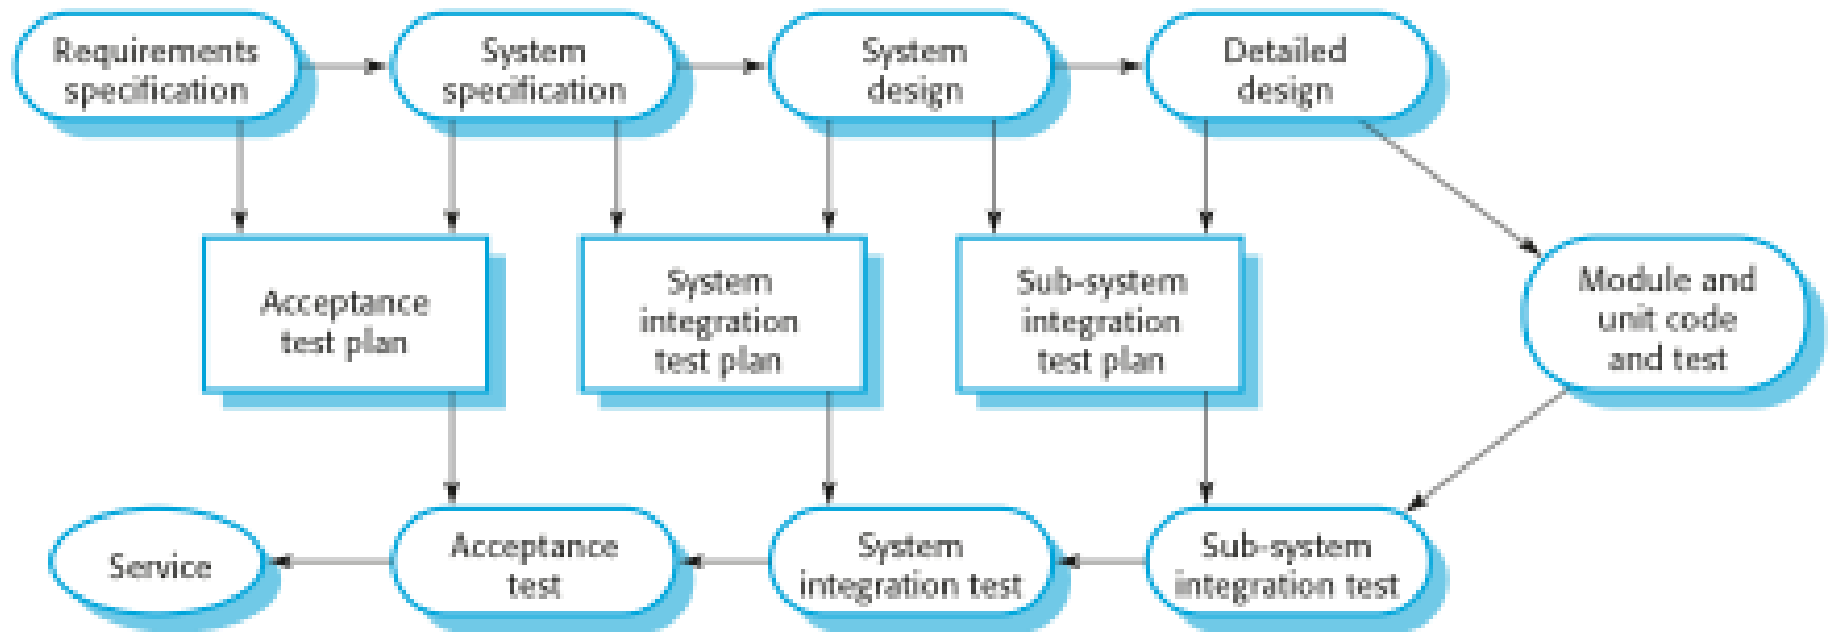 Requirements
specification
System
specification
System
design
Detailed
design
Acceptance
test plan
System
integration
test plan
Sub-system
integration
test plan
Module and
unit code
and test
Service
Acceptance
test
System
integration test
Sub-system
integration test